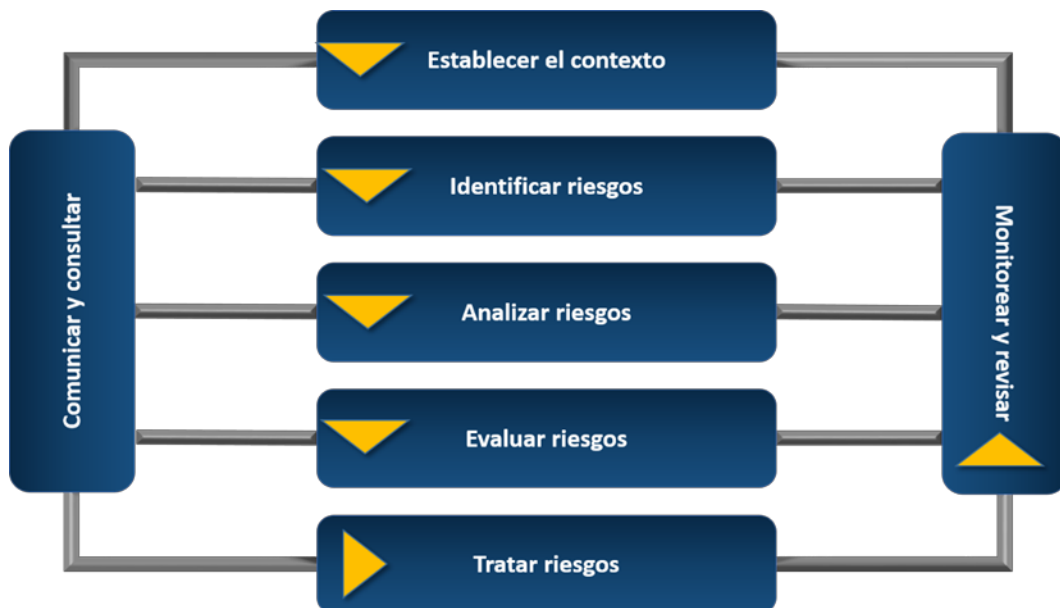 Establecer el contexto
Comunicar y consultar
Identificar riesgos
Analizar riesgos
Evaluar riesgos
Tratar riesgos
Monitorear y revisar